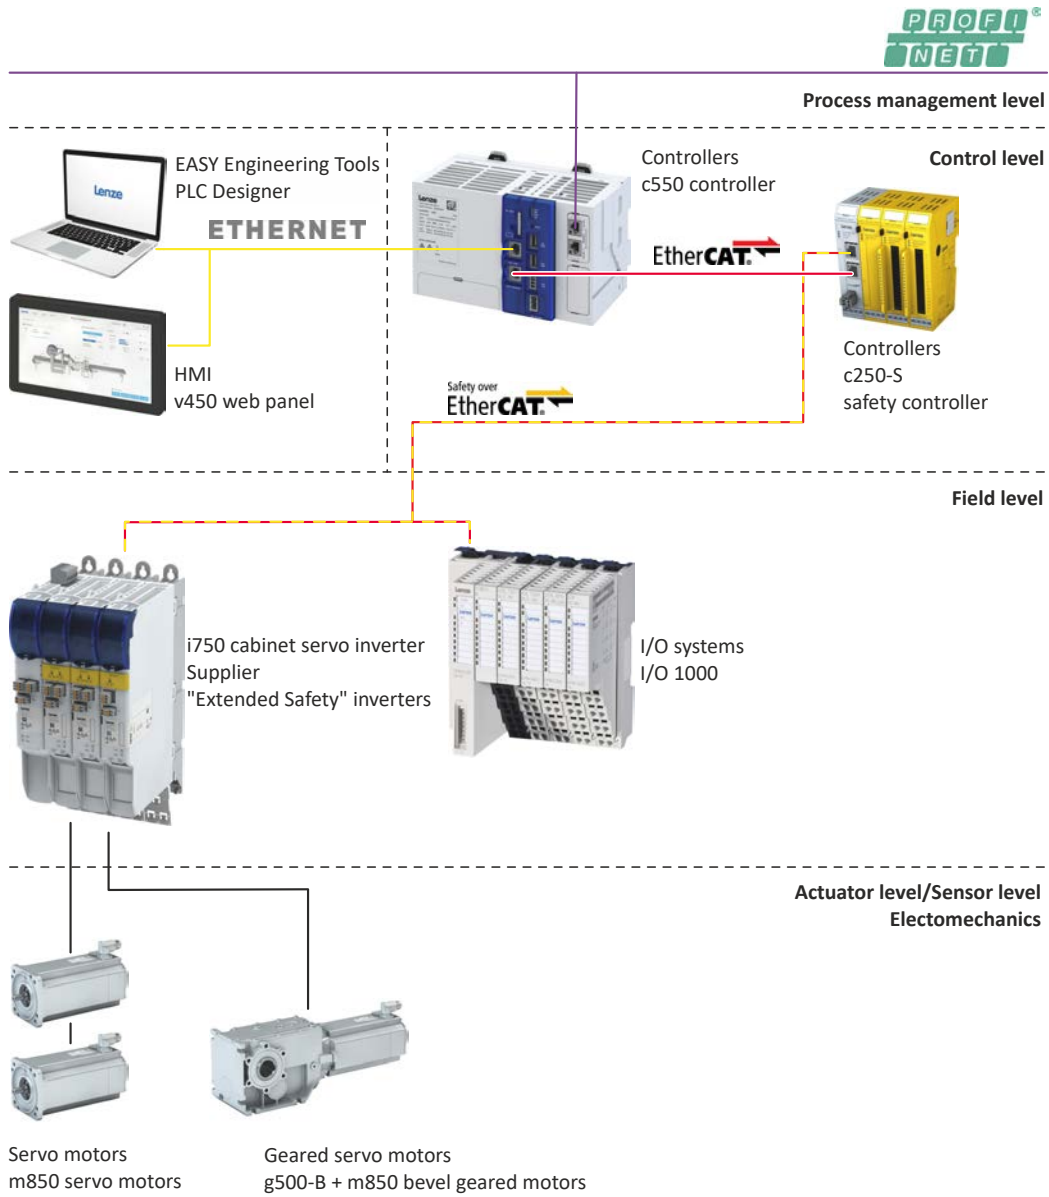 PROFI®
NET
Process management level
EASY Engineering Tools
PLC Designer
Controllers
c550 controller
Control level
Lenze
ETHERNET
Lenze
EtherCAT®
HMI
v450 web panel
Controllers
c250-S
safety controller
Safety over
EtherCAT®
Field level
i750 cabinet servo inverter
Supplier
"Extended Safety" inverters
Lenze
I/O systems
I/O 1000
Actuator level/Sensor level
Electomechanics
Servo motors
m850 servo motors
Geared servo motors
g500-B + m850 bevel geared motors